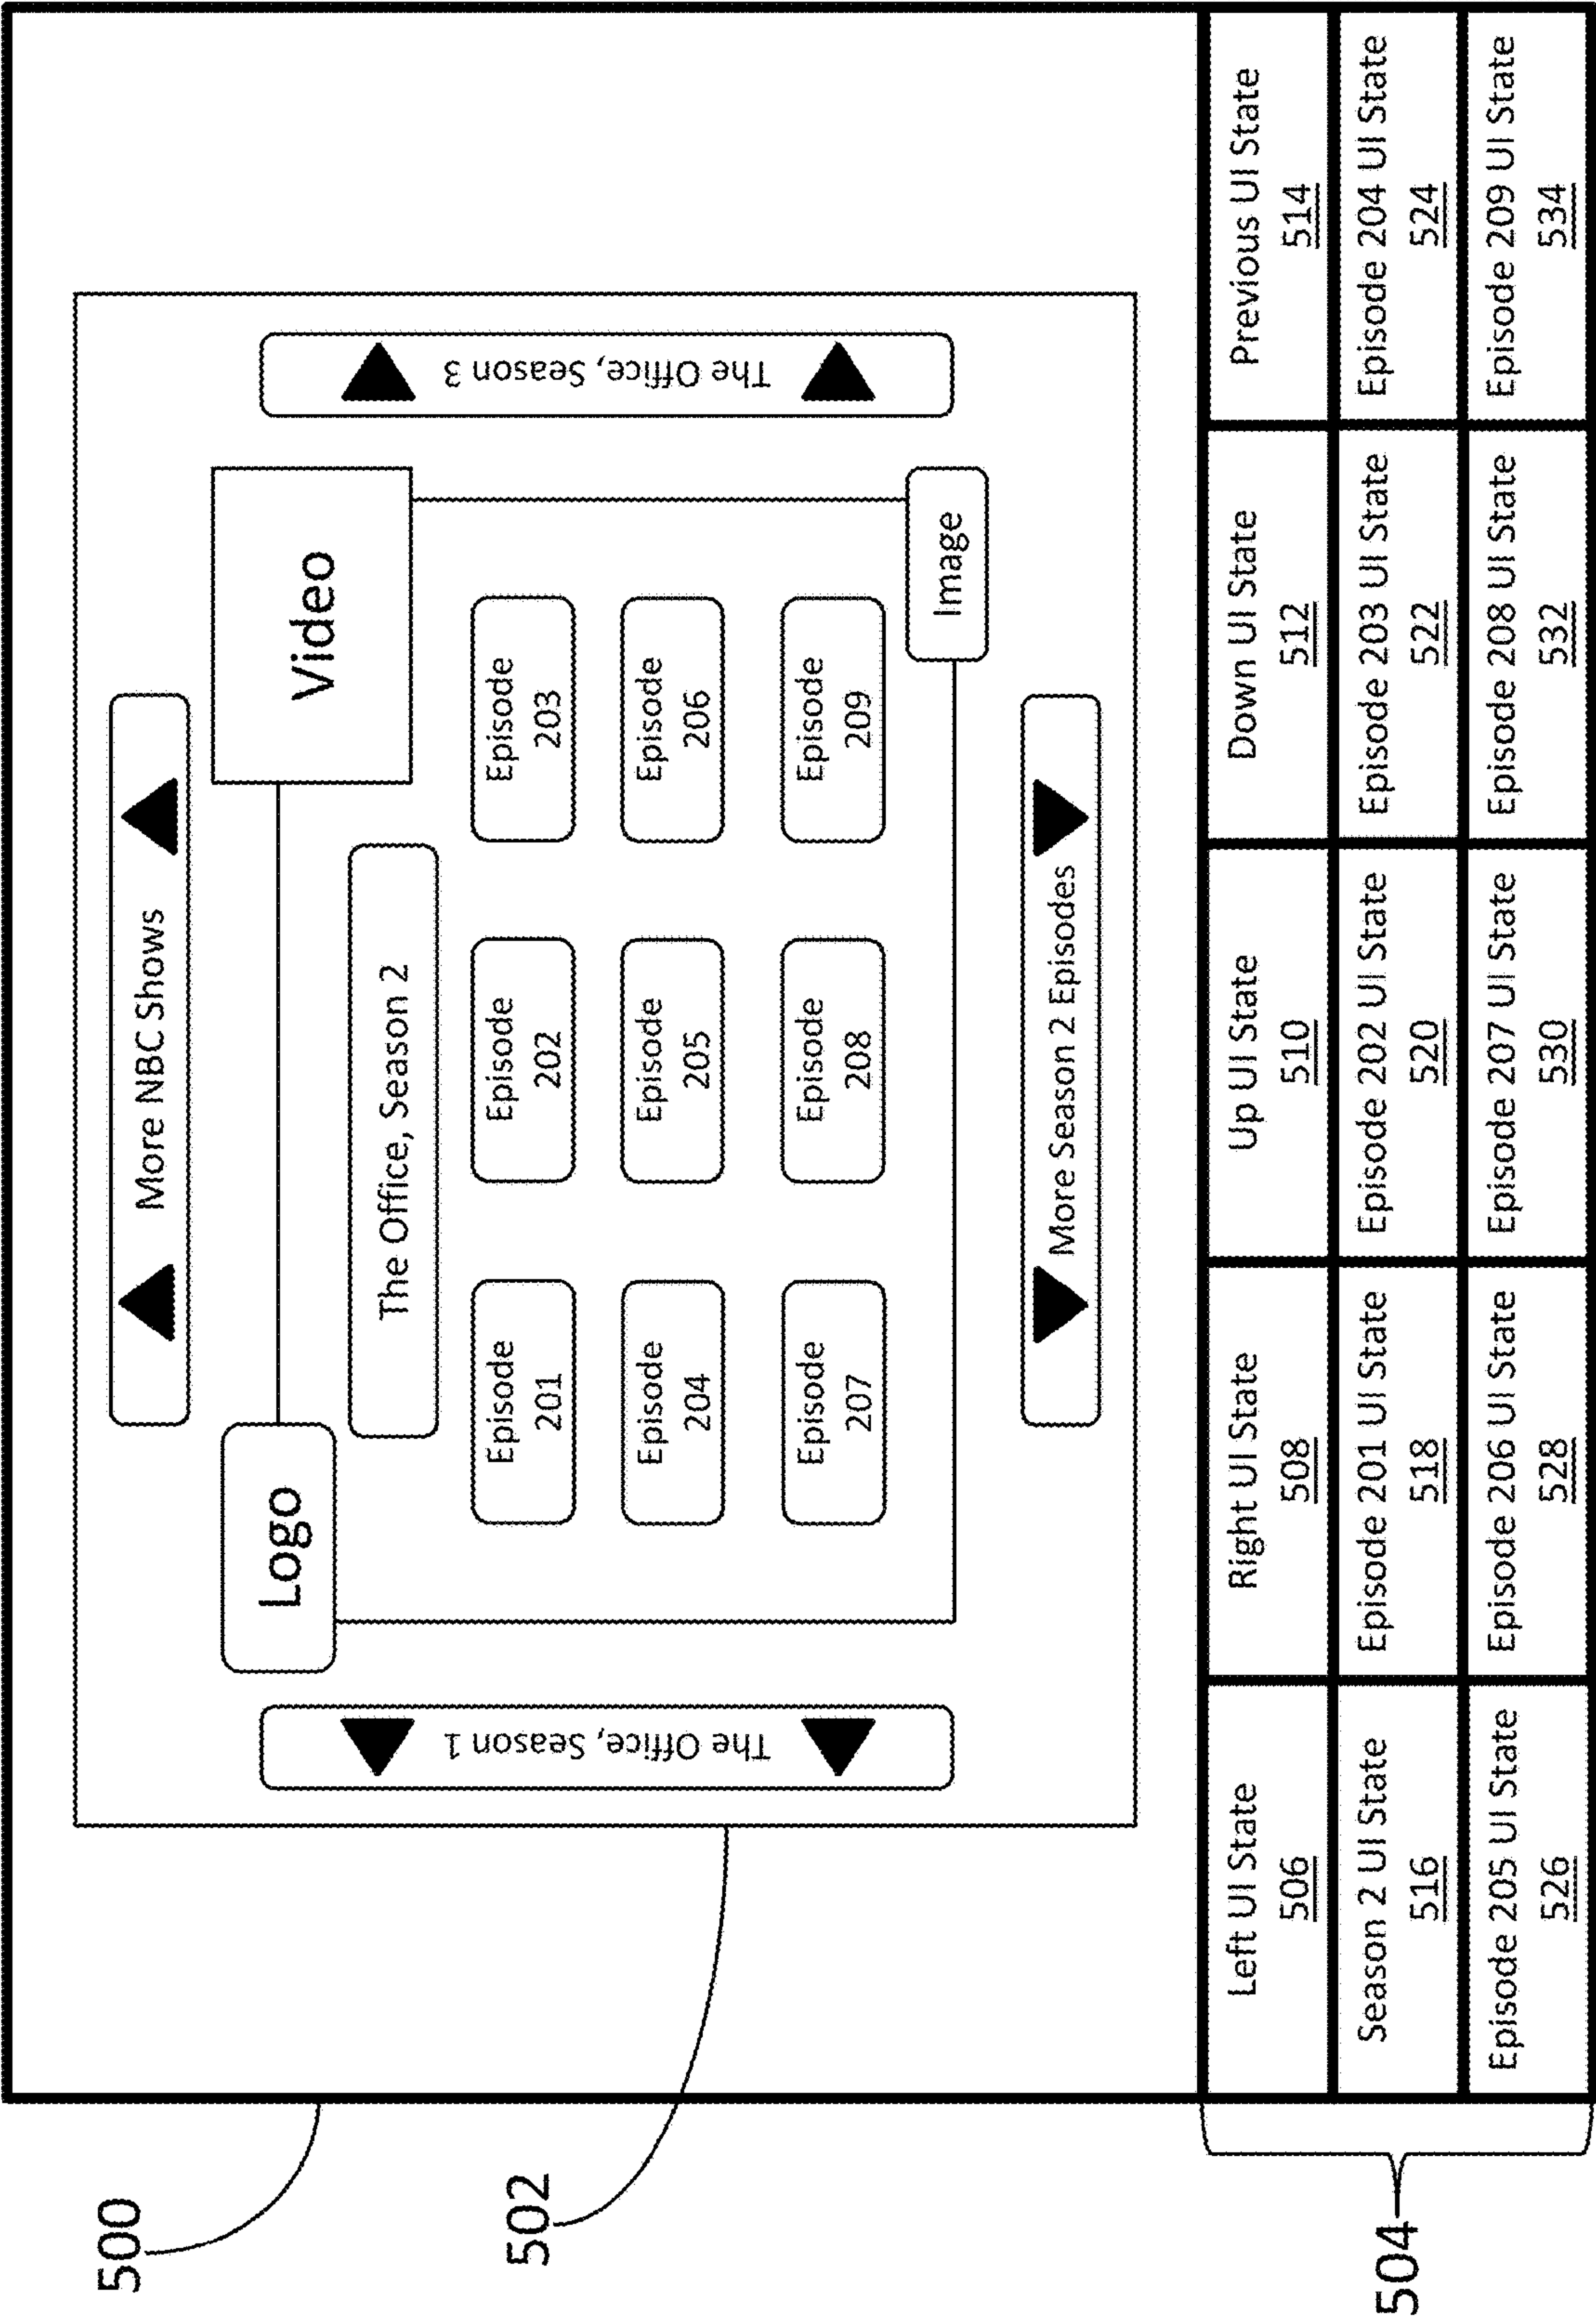 500
502
504
More NBC Shows
Logo
Video
The Office, Season 1
The Office, Season 2
The Office, Season 3
Episode
201
Episode
202
Episode
203
Episode
204
Episode
205
Episode
206
Episode
207
Episode
208
Episode
209
Image
More Season 2 Episodes
Left UI State
506
Right UI State
508
Up UI State
510
Down UI State
512
Previous UI State
514
Season 2 UI State
516
Episode 201 UI State
518
Episode 202 UI State
520
Episode 203 UI State
522
Episode 204 UI State
524
Episode 205 UI State
526
Episode 206 UI State
528
Episode 207 UI State
530
Episode 208 UI State
532
Episode 209 UI State
534